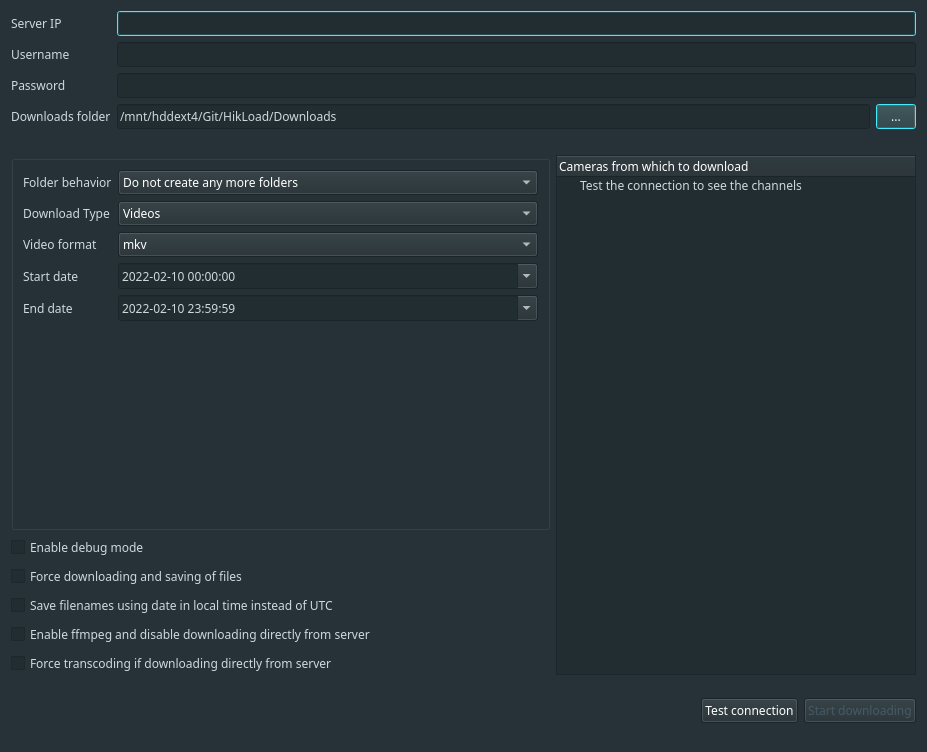 Server IP
Username
Password
Downloads folder /mnt/hddext4/Git/HikLoad/Downloads ...
Folder behavior Do not create any more folders
Download Type Videos
Video format mkv
Start date 2022-02-10 00:00:00
End date 2022-02-10 23:59:59
Cameras from which to download
Test the connection to see the channels
Enable debug mode
Force downloading and saving of files
Save filenames using date in local time instead of UTC
Enable ffmpeg and disable downloading directly from server
Force transcoding if downloading directly from server
Test connection Start downloading